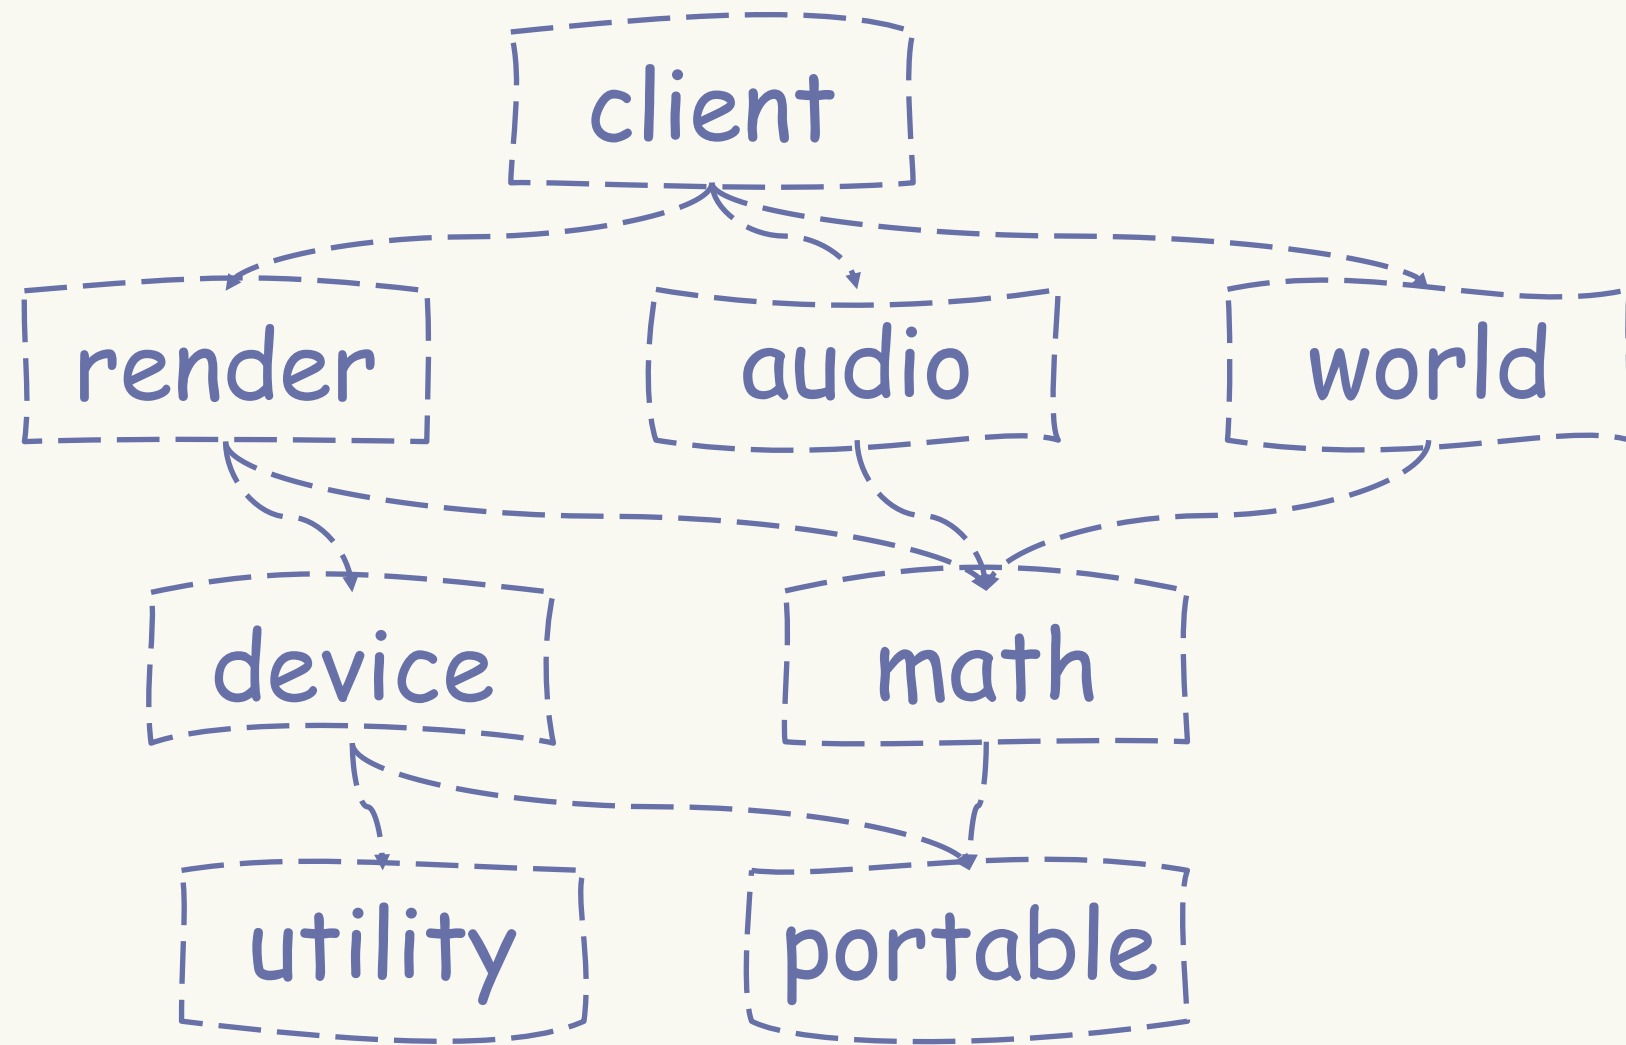 client
render
audio
world
device
math
utility
portable